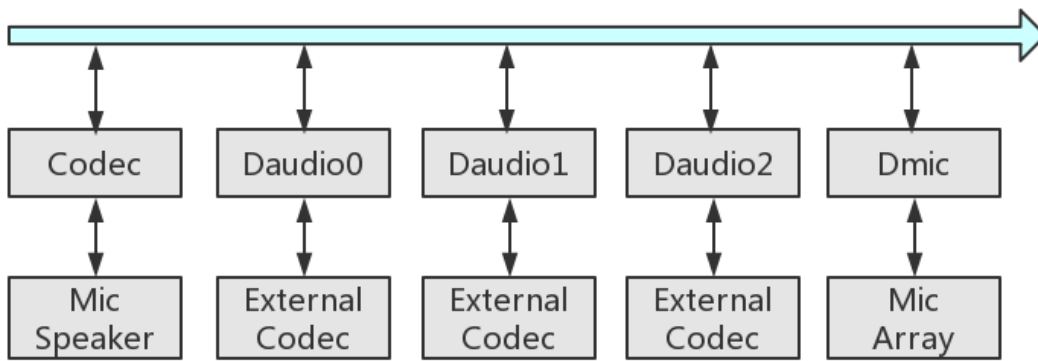 Codec
Daudio0
Daudio1
Daudio2
Dmic
Mic
Speaker
External
Codec
External
Codec
External
Codec
Mic
Array